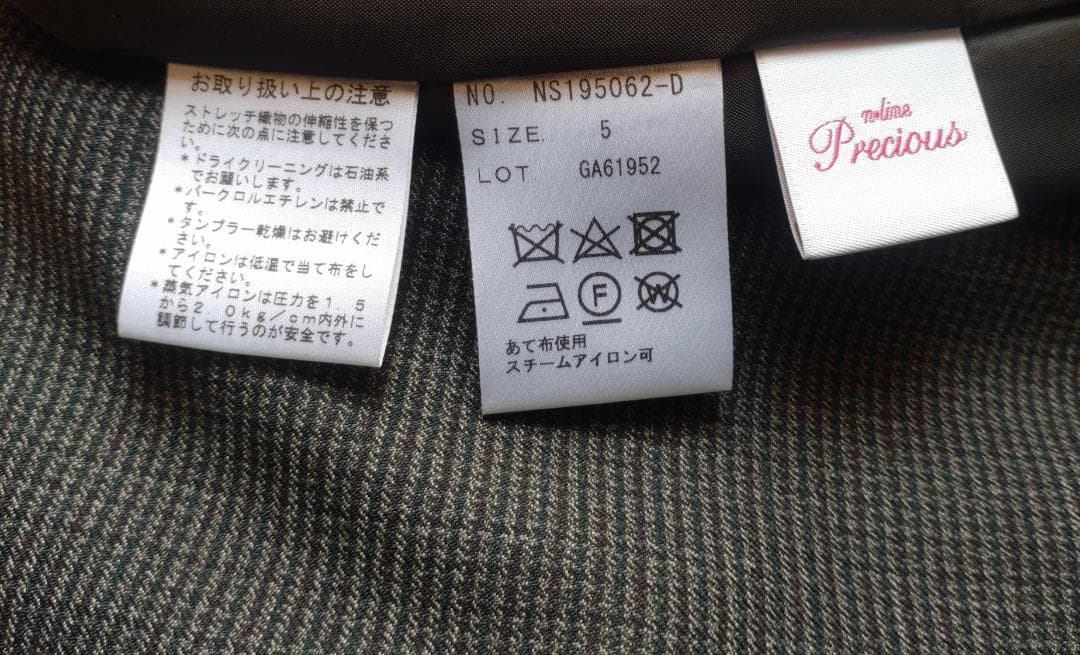 お取り扱い上の注意
ストレッチ織物の伸縮性を保つ
ために次の点に注意してくださ
い。
*ドライクリーニングは石油系
でお願いします。
*パークロルエチレンは禁止で
す。
*タンブラー乾燥はお避けくだ
さい。
*アイロンは低温で当て布をし
てください。
*蒸気アイロンは圧力を1.5
から2.0kg/cm内外に
調節して行うのが安全です。
NO. NS195062-D
SIZE. 5
LOT. GA61952
F
W
あて布使用
スチームアイロン可
n•line
Precious